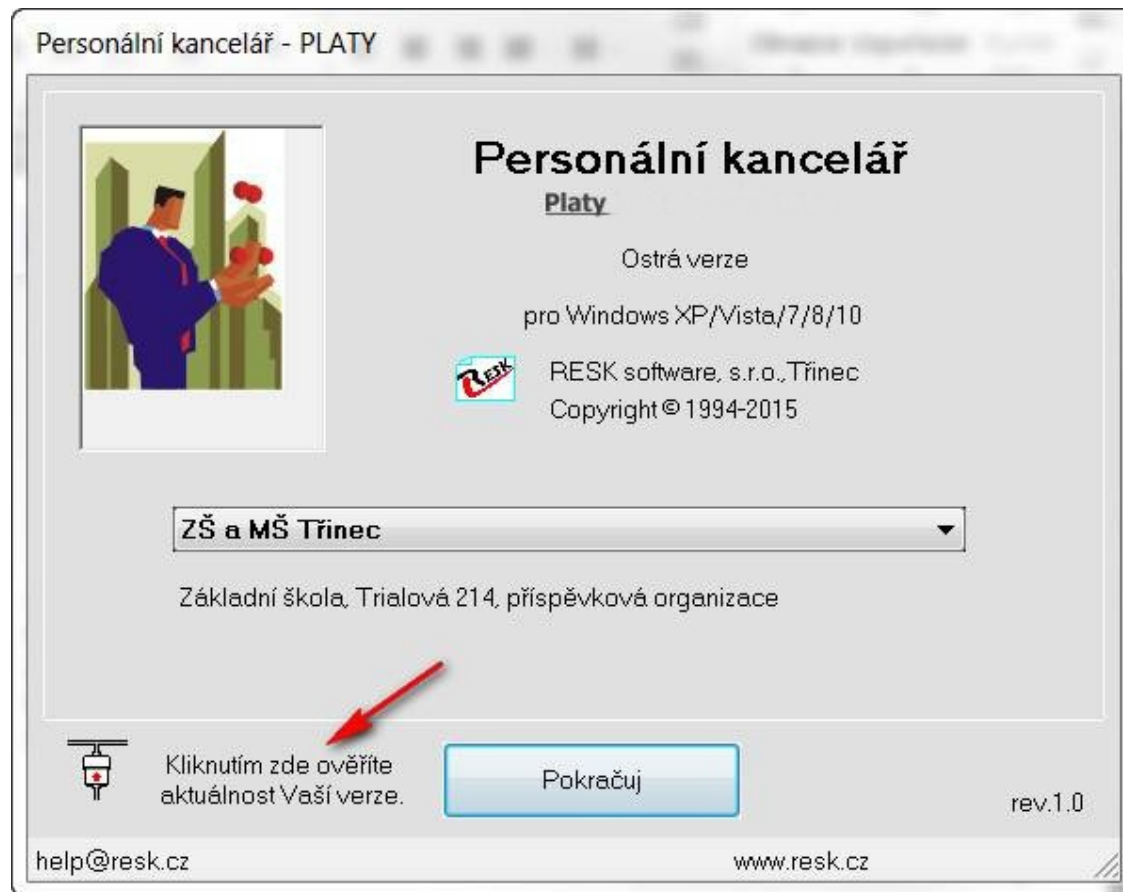 Personální kancelář - PLATY
Personální kancelář
Platy
Ostrá verze
pro Windows XP/Vista/7/8/10
RESK
RESK software, s.r.o.,Třinec
Copyright © 1994-2015
ZŠ a MŠ Třinec
Základní škola, Trialová 214, příspěvková organizace
Kliknutím zde ověříte
aktuálnost Vaší verze.
Pokračuj
rev.1.0
help@resk.cz
www.resk.cz